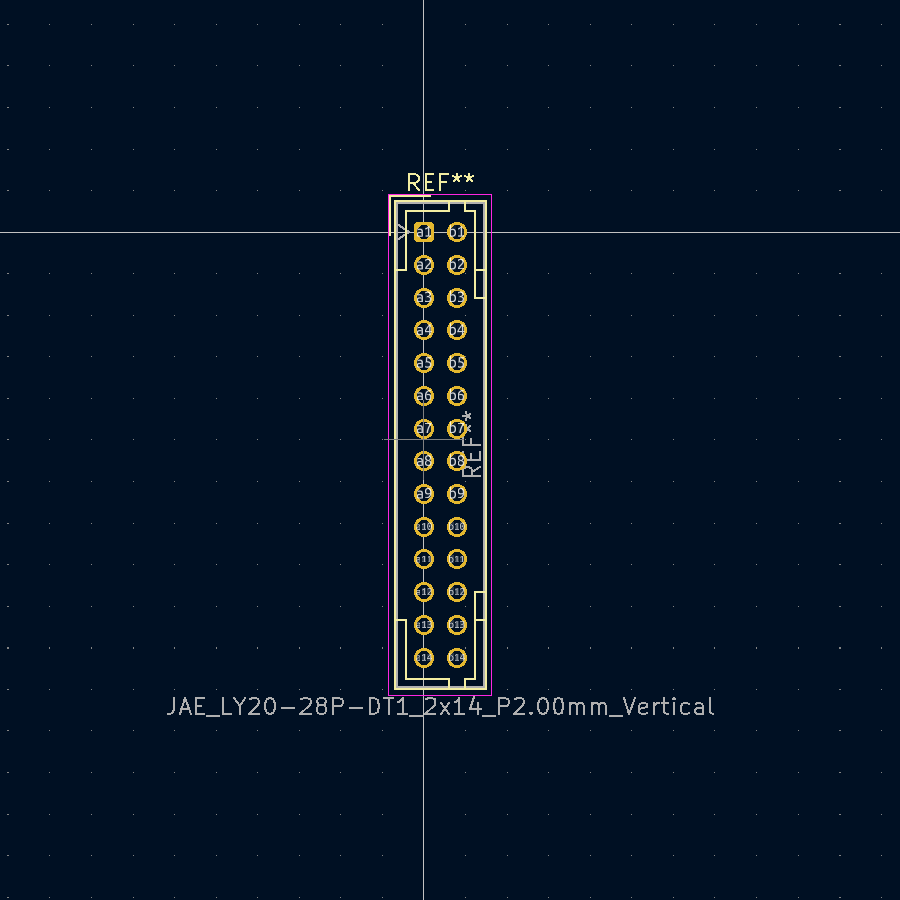 REF**
a1 b1
a2 b2
a3 b3
a4 b4
a5 b5
a6 b6
a7 b7
a8 b8
a9 b9
a10 b10
a11 b11
a12 b12
a13 b13
a14 b14
REF**
JAE_LY20-28P-DT1_2x14_P2.00mm_Vertical